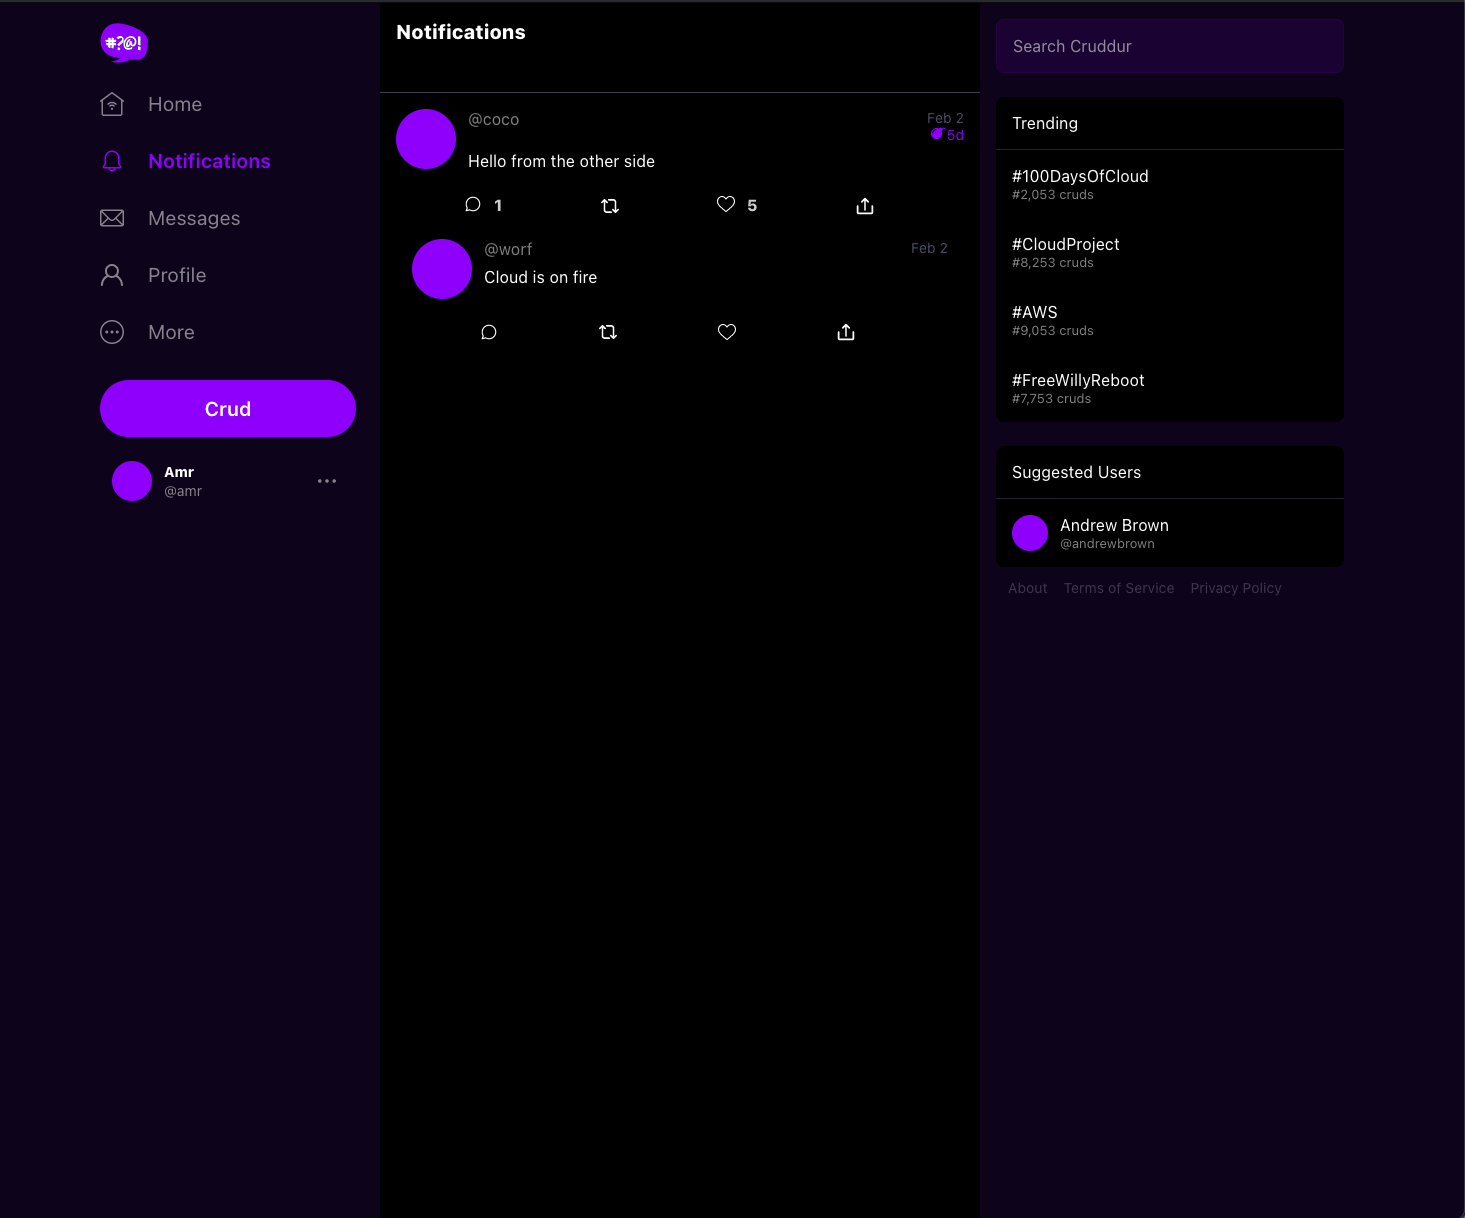 #?@!
Home
Notifications
Messages
Profile
More
Crud
Amr
@amr
Notifications
@coco
Feb 2
5d
Hello from the other side
1
5
@worf
Feb 2
Cloud is on fire
Search Cruddur
Trending
#100DaysOfCloud
#2,053 cruds
#CloudProject
#8,253 cruds
#AWS
#9,053 cruds
#FreeWillyReboot
#7,753 cruds
Suggested Users
Andrew Brown
@andrewbrown
About Terms of Service Privacy Policy